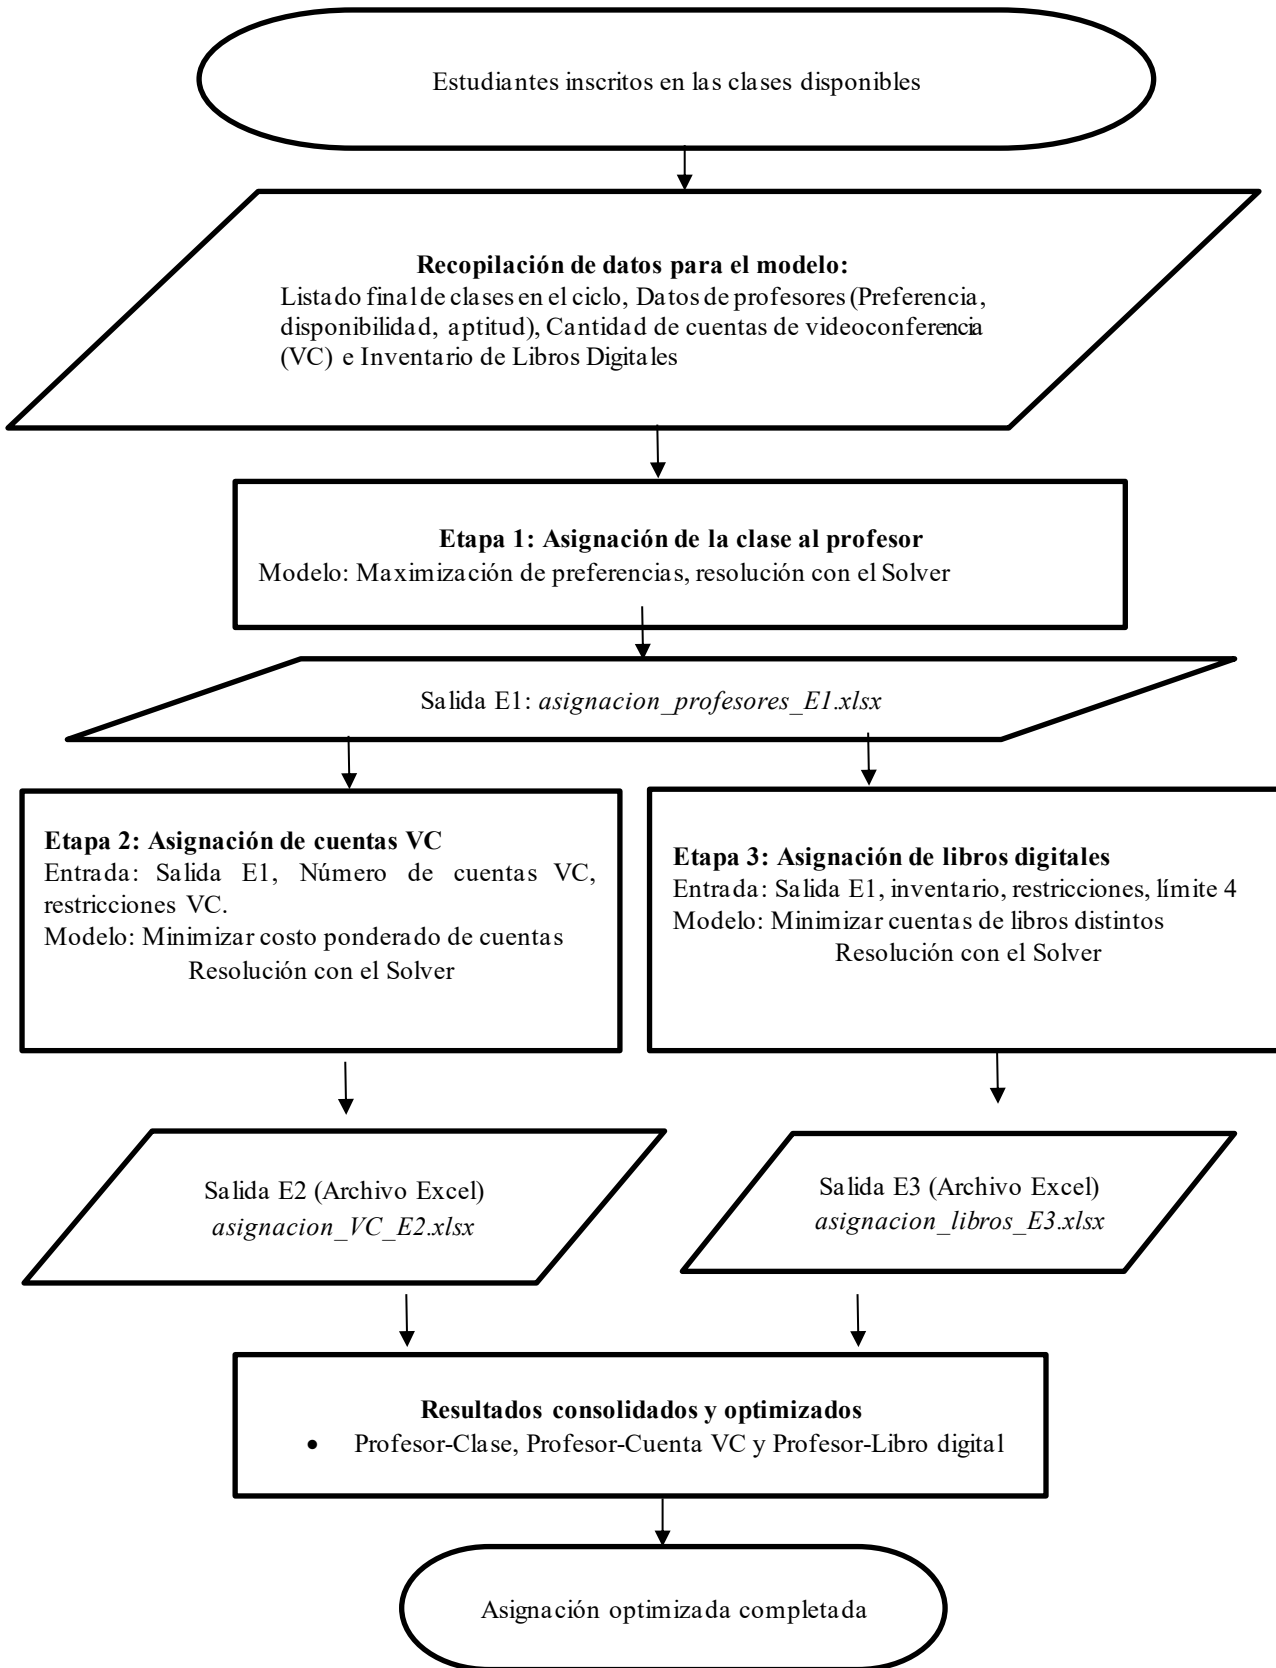 Estudiantes inscritos en las clases disponibles
Recopilación de datos para el modelo:
Listado final de clases en el ciclo, Datos de profesores (Preferencia,
disponibilidad, aptitud), Cantidad de cuentas de videoconferencia
(VC) e Inventario de Libros Digitales
Etapa 1: Asignación de la clase al profesor
Modelo: Maximización de preferencias, resolución con el Solver
Salida E1: asignacion_profesores_E1.xlsx
Etapa 2: Asignación de cuentas VC
Entrada: Salida E1, Número de cuentas VC,
restricciones VC.
Modelo: Minimizar costo ponderado de cuentas
Resolución con el Solver
Etapa 3: Asignación de libros digitales
Entrada: Salida E1, inventario, restricciones, límite 4
Modelo: Minimizar cuentas de libros distintos
Resolución con el Solver
Salida E2 (Archivo Excel)
asignacion_VC_E2.xlsx
Salida E3 (Archivo Excel)
asignacion_libros_E3.xlsx
Resultados consolidados y optimizados
• Profesor-Clase, Profesor-Cuenta VC y Profesor-Libro digital
Asignación optimizada completada